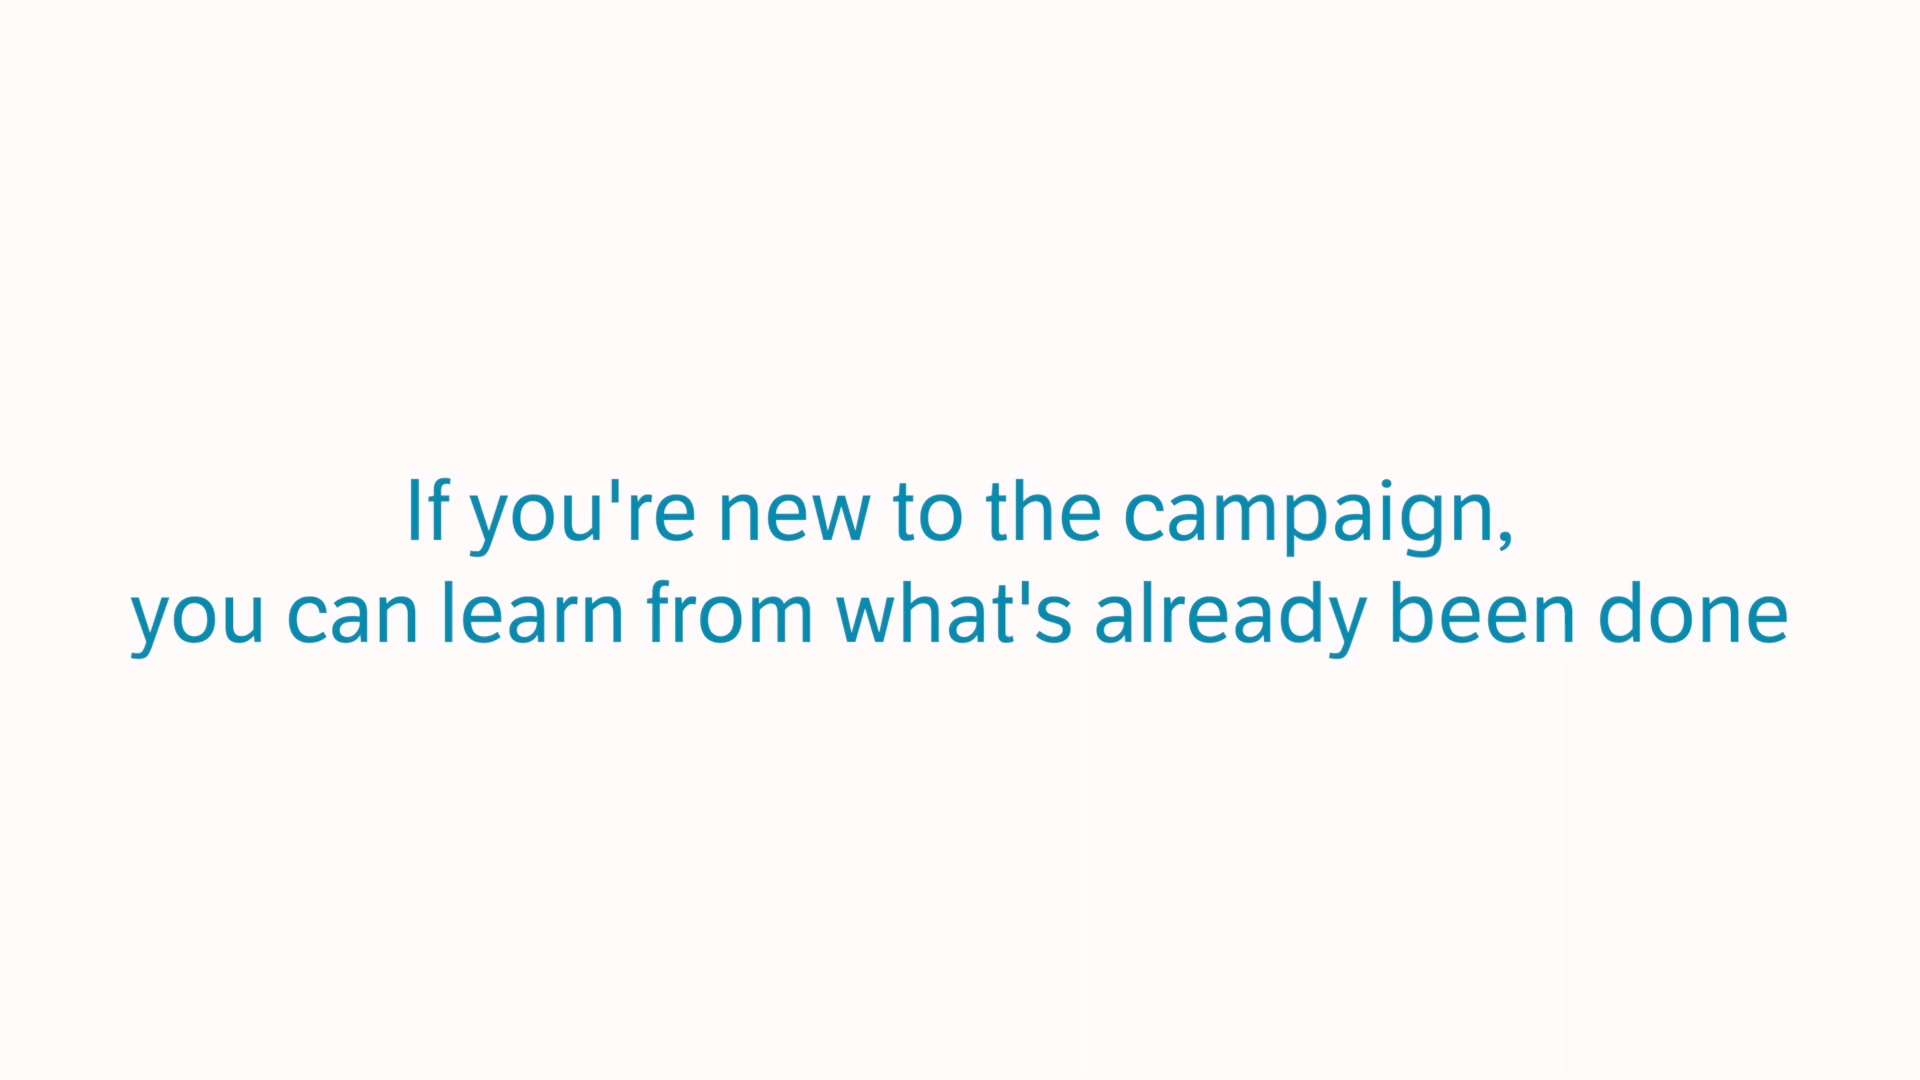 If you're new to the campaign,
you can learn from what's already been done